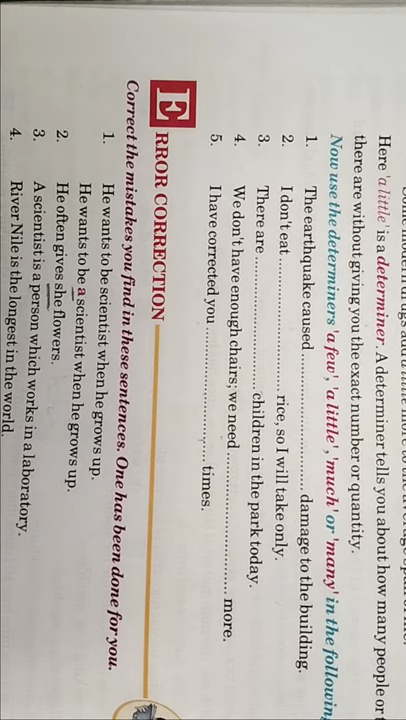 Here 'a little' is a determiner. A determiner tells you about how many people or
there are without giving you the exact number or quantity.
Now use the determiners 'a few', 'a little', 'much' or 'many' in the
1. The earthquake caused .............................. damage to the building.
2. I don't eat .............................. rice, so I will take only.
3. There are .............................. children in the park today.
4. We don't have enough chairs; we need .............................. more.
5. I have corrected you .............................. times.
ERROR CORRECTION
Correct the mistakes you find in these sentences. One has been done for you.
1. He wants to be scientist when he grows up.
He wants to be a scientist when he grows up.
2. He often gives she flowers.
3. A scientist is a person which works in a laboratory.
4. River Nile is the longest in the world.